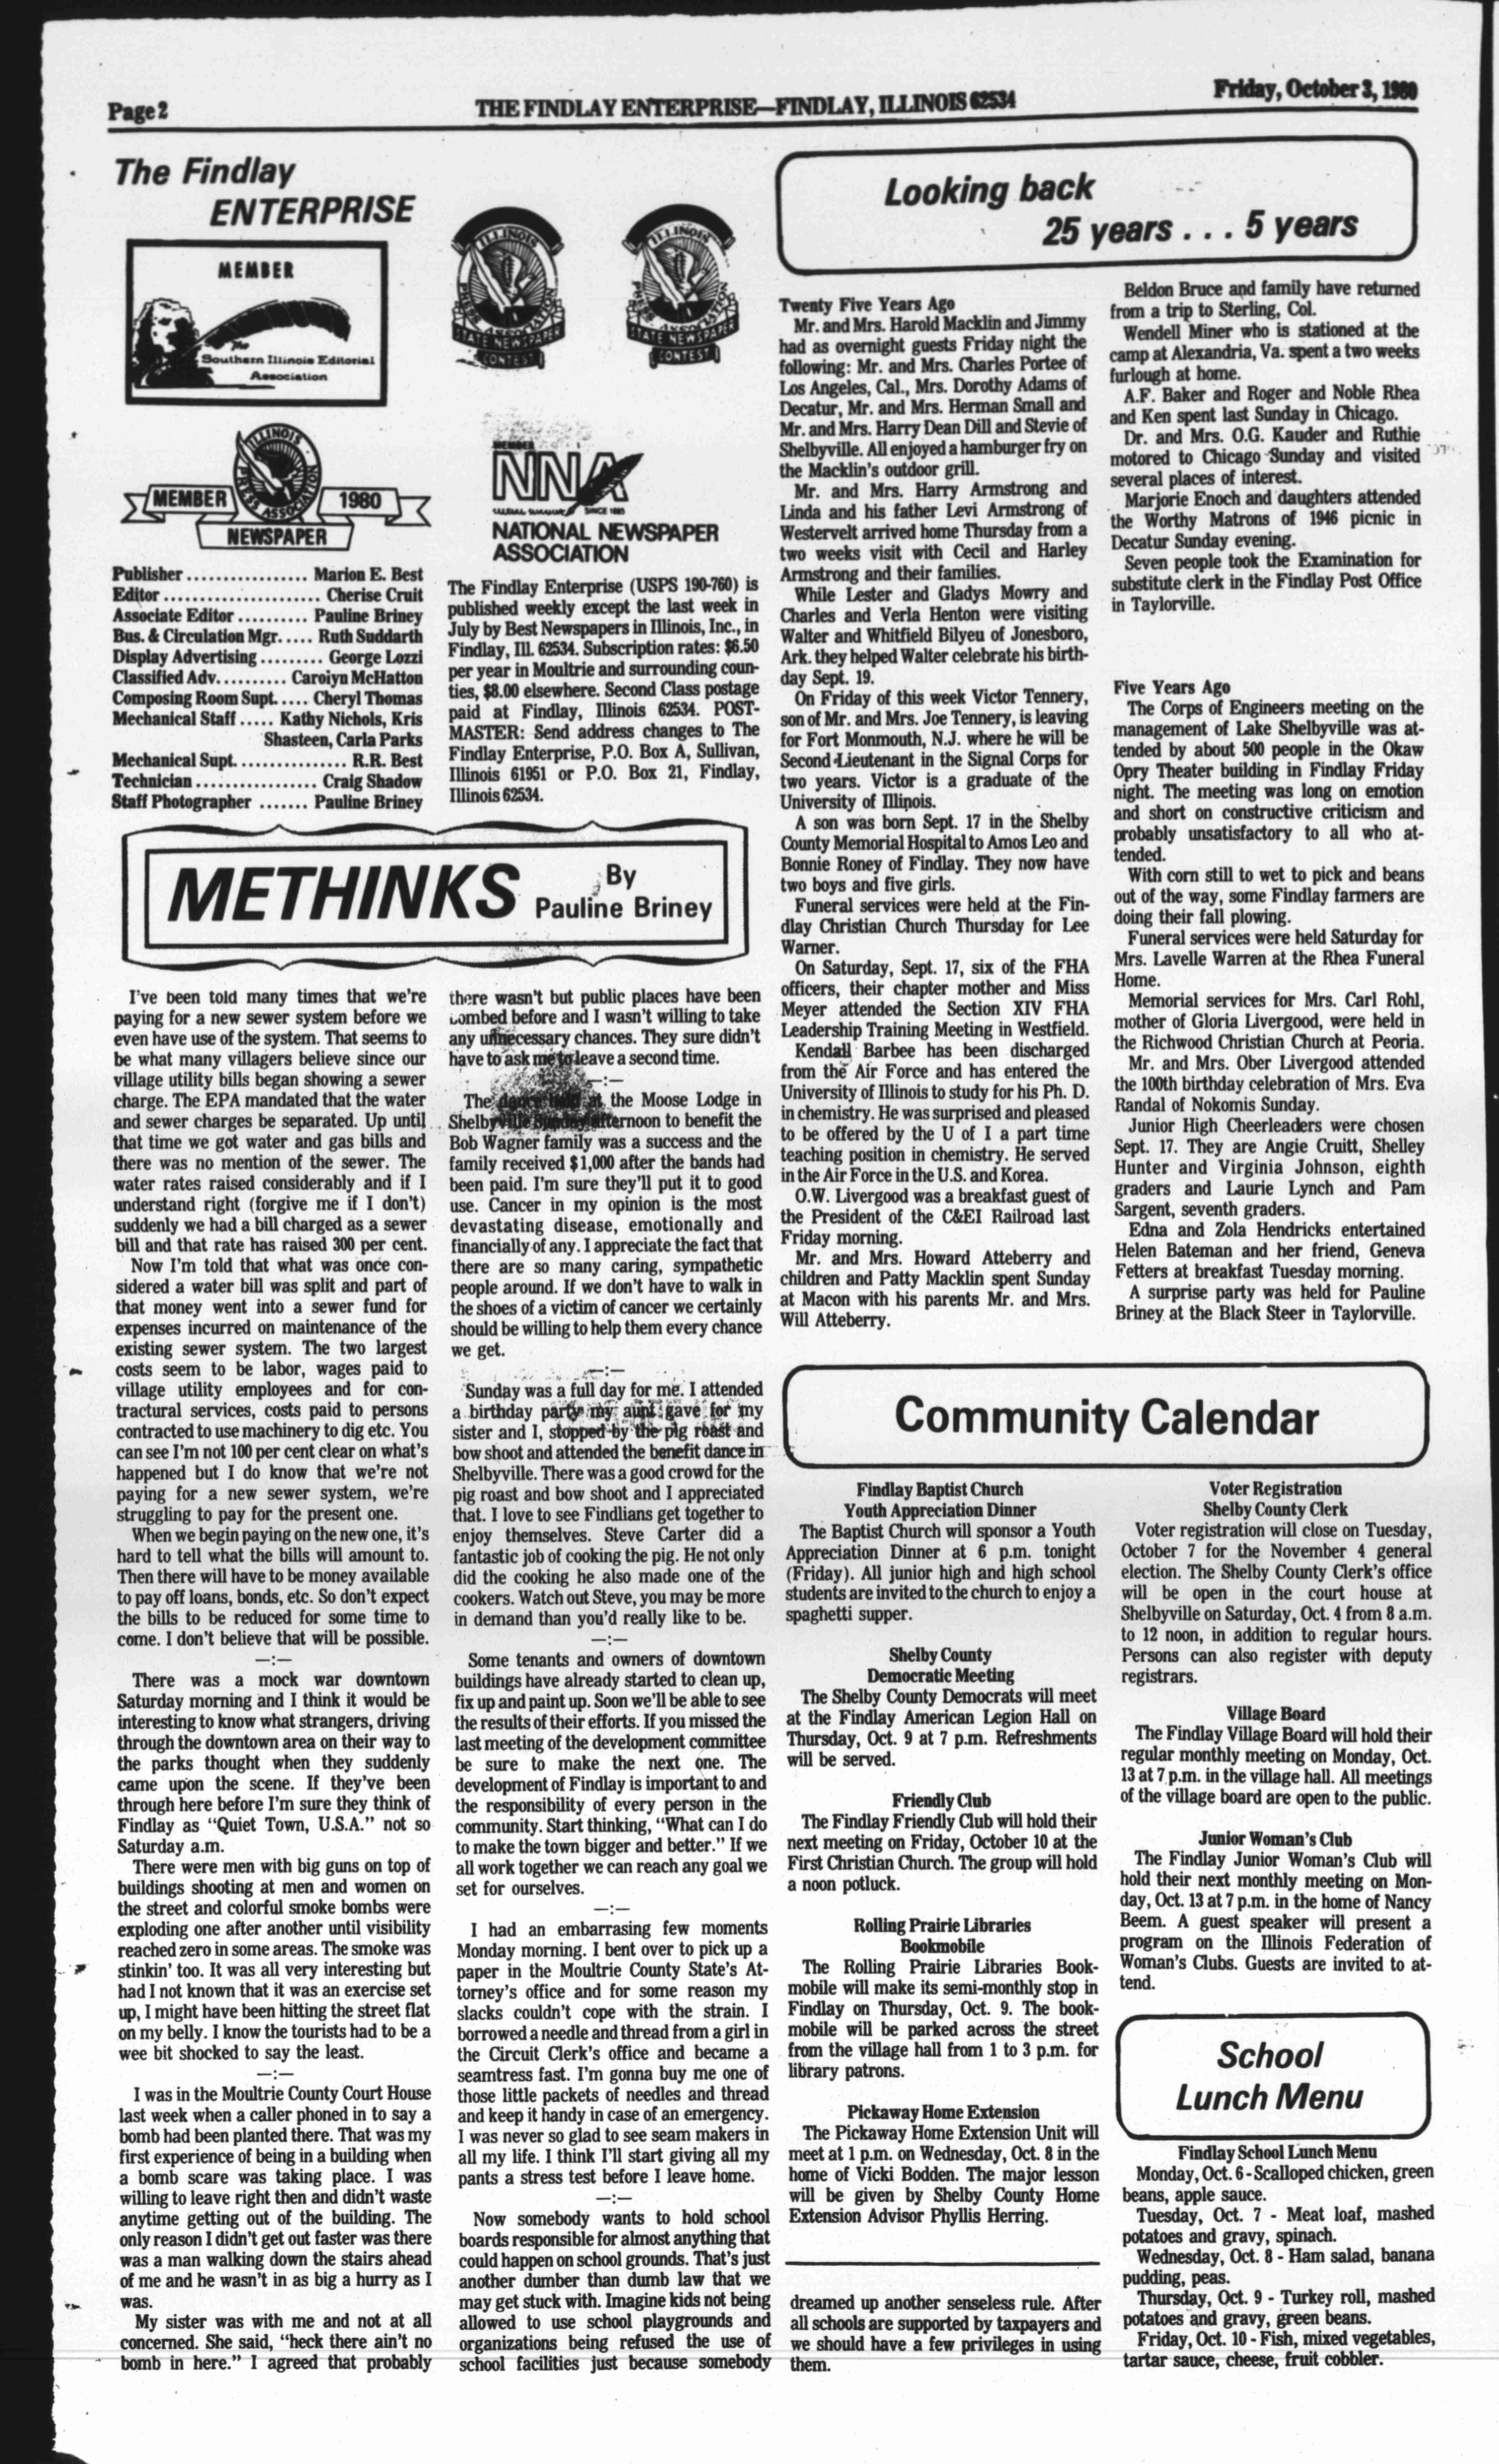 Page 2
THE FINDLAY ENTERPRISE—FINDLAY, ILLINOIS 62534
Friday, October 3, 1980
The Findlay
ENTERPRISE
MEMBER
The
Southern Illinois Editorial
Association
ILLINOIS
PRESS ASSOCIATION
STATE NEWSPAPER
CONTEST
ILLINOIS
PRESS ASSOCIATION
STATE NEWSPAPER
CONTEST
ILLINOIS
PRESS ASSOCIATION
MEMBER
1980
NEWSPAPER
MEMBER
NNA
SINCE 1885
NATIONAL NEWSPAPER
ASSOCIATION
Publisher ................ Marion E. Best
Editor ..................... Cherise Cruit
Associate Editor .......... Pauline Briney
Bus. & Circulation Mgr. .... Ruth Suddarth
Display Advertising ......... George Lozzi
Classified Adv.......... Carolyn McHatton
Composing Room Supt. .... Cheryl Thomas
Mechanical Staff ..... Kathy Nichols, Kris
Shasteen, Carla Parks
Mechanical Supt. .............. R.R. Best
Technician ................. Craig Shadow
Staff Photographer ....... Pauline Briney
The Findlay Enterprise (USPS 190-760) is
published weekly except the last week in
July by Best Newspapers in Illinois, Inc., in
Findlay, Ill. 62534. Subscription rates: $6.50
per year in Moultrie and surrounding coun-
ties, $8.00 elsewhere. Second Class postage
paid at Findlay, Illinois 62534. POST-
MASTER: Send address changes to The
Findlay Enterprise, P.O. Box A, Sullivan,
Illinois 61951 or P.O. Box 21, Findlay,
Illinois 62534.
METHINKS
By
Pauline Briney
I've been told many times that we're
paying for a new sewer system before we
even have use of the system. That seems to
be what many villagers believe since our
village utility bills began showing a sewer
charge. The EPA mandated that the water
and sewer charges be separated. Up until
that time we got water and gas bills and
there was no mention of the sewer. The
water rates raised considerably and if I
understand right (forgive me if I don't)
suddenly we had a bill charged as a sewer
bill and that rate has raised 300 per cent.
Now I'm told that what was once con-
sidered a water bill was split and part of
that money went into a sewer fund for
expenses incurred on maintenance of the
existing sewer system. The two largest
costs seem to be labor, wages paid to
village utility employees and for con-
tractural services, costs paid to persons
contracted to use machinery to dig etc. You
can see I'm not 100 per cent clear on what's
happened but I do know that we're not
paying for a new sewer system, we're
struggling to pay for the present one.
When we begin paying on the new one, it's
hard to tell what the bills will amount to.
Then there will have to be money available
to pay off loans, bonds, etc. So don't expect
the bills to be reduced for some time to
come. I don't believe that will be possible.
—:—
There was a mock war downtown
Saturday morning and I think it would be
interesting to know what strangers, driving
through the downtown area on their way to
the parks thought when they suddenly
came upon the scene. If they've been
through here before I'm sure they think of
Findlay as "Quiet Town, U.S.A." not so
Saturday a.m.
There were men with big guns on top of
buildings shooting at men and women on
the street and colorful smoke bombs were
exploding one after another until visibility
reached zero in some areas. The smoke was
stinkin' too. It was all very interesting but
had I not known that it was an exercise set
up, I might have been hitting the street flat
on my belly. I know the tourists had to be a
wee bit shocked to say the least.
—:—
I was in the Moultrie County Court House
last week when a caller phoned in to say a
bomb had been planted there. That was my
first experience of being in a building when
a bomb scare was taking place. I was
willing to leave right then and didn't waste
anytime getting out of the building. The
only reason I didn't get out faster was there
was a man walking down the stairs ahead
of me and he wasn't in as big a hurry as I
was.
My sister was with me and not at all
concerned. She said, "heck there ain't no
bomb in here." I agreed that probably
there wasn't but public places have been
bombed before and I wasn't willing to take
any unnecessary chances. They sure didn't
have to ask me to leave a second time.
—:—
The dance held at the Moose Lodge in
Shelbyville Sunday afternoon to benefit the
Bob Wagner family was a success and the
family received $1,000 after the bands had
been paid. I'm sure they'll put it to good
use. Cancer in my opinion is the most
devastating disease, emotionally and
financially of any. I appreciate the fact that
there are so many caring, sympathetic
people around. If we don't have to walk in
the shoes of a victim of cancer we certainly
should be willing to help them every chance
we get.
—:—
Sunday was a full day for me. I attended
a birthday party my aunt gave for my
sister and I, stopped by the pig roast and
bow shoot and attended the benefit dance in
Shelbyville. There was a good crowd for the
pig roast and bow shoot and I appreciated
that. I love to see Findlians get together to
enjoy themselves. Steve Carter did a
fantastic job of cooking the pig. He not only
did the cooking he also made one of the
cookers. Watch out Steve, you may be more
in demand than you'd really like to be.
—:—
Some tenants and owners of downtown
buildings have already started to clean up,
fix up and paint up. Soon we'll be able to see
the results of their efforts. If you missed the
last meeting of the development committee
be sure to make the next one. The
development of Findlay is important to and
the responsibility of every person in the
community. Start thinking, "What can I do
to make the town bigger and better." If we
all work together we can reach any goal we
set for ourselves.
—:—
I had an embarrasing few moments
Monday morning. I bent over to pick up a
paper in the Moultrie County State's At-
torney's office and for some reason my
slacks couldn't cope with the strain. I
borrowed a needle and thread from a girl in
the Circuit Clerk's office and became a
seamtress fast. I'm gonna buy me one of
those little packets of needles and thread
and keep it handy in case of an emergency.
I was never so glad to see seam makers in
all my life. I think I'll start giving all my
pants a stress test before I leave home.
—:—
Now somebody wants to hold school
boards responsible for almost anything that
could happen on school grounds. That's just
another dumber than dumb law that we
may get stuck with. Imagine kids not being
allowed to use school playgrounds and
organizations being refused the use of
school facilities just because somebody
dreamed up another senseless rule. After
all schools are supported by taxpayers and
we should have a few privileges in using
them.
Looking back
25 years . . . 5 years
Twenty Five Years Ago
Mr. and Mrs. Harold Macklin and Jimmy
had as overnight guests Friday night the
following: Mr. and Mrs. Charles Portee of
Los Angeles, Cal., Mrs. Dorothy Adams of
Decatur, Mr. and Mrs. Herman Small and
Mr. and Mrs. Harry Dean Dill and Stevie of
Shelbyville. All enjoyed a hamburger fry on
the Macklin's outdoor grill.
Mr. and Mrs. Harry Armstrong and
Linda and his father Levi Armstrong of
Westervelt arrived home Thursday from a
two weeks visit with Cecil and Harley
Armstrong and their families.
While Lester and Gladys Mowry and
Charles and Verla Henton were visiting
Walter and Whitfield Bilyeu of Jonesboro,
Ark. they helped Walter celebrate his birth-
day Sept. 19.
On Friday of this week Victor Tennery,
son of Mr. and Mrs. Joe Tennery, is leaving
for Fort Monmouth, N.J. where he will be
Second Lieutenant in the Signal Corps for
two years. Victor is a graduate of the
University of Illinois.
A son was born Sept. 17 in the Shelby
County Memorial Hospital to Amos Leo and
Bonnie Roney of Findlay. They now have
two boys and five girls.
Funeral services were held at the Fin-
dlay Christian Church Thursday for Lee
Warner.
On Saturday, Sept. 17, six of the FHA
officers, their chapter mother and Miss
Meyer attended the Section XIV FHA
Leadership Training Meeting in Westfield.
Kendall Barbee has been discharged
from the Air Force and has entered the
University of Illinois to study for his Ph. D.
in chemistry. He was surprised and pleased
to be offered by the U of I a part time
teaching position in chemistry. He served
in the Air Force in the U.S. and Korea.
O.W. Livergood was a breakfast guest of
the President of the C&EI Railroad last
Friday morning.
Mr. and Mrs. Howard Atteberry and
children and Patty Macklin spent Sunday
at Macon with his parents Mr. and Mrs.
Will Atteberry.
Beldon Bruce and family have returned
from a trip to Sterling, Col.
Wendell Miner who is stationed at the
camp at Alexandria, Va. spent a two weeks
furlough at home.
A.F. Baker and Roger and Noble Rhea
and Ken spent last Sunday in Chicago.
Dr. and Mrs. O.G. Kauder and Ruthie
motored to Chicago Sunday and visited
several places of interest.
Marjorie Enoch and daughters attended
the Worthy Matrons of 1946 picnic in
Decatur Sunday evening.
Seven people took the Examination for
substitute clerk in the Findlay Post Office
in Taylorville.
Five Years Ago
The Corps of Engineers meeting on the
management of Lake Shelbyville was at-
tended by about 500 people in the Okaw
Opry Theater building in Findlay Friday
night. The meeting was long on emotion
and short on constructive criticism and
probably unsatisfactory to all who at-
tended.
With corn still to wet to pick and beans
out of the way, some Findlay farmers are
doing their fall plowing.
Funeral services were held Saturday for
Mrs. Lavelle Warren at the Rhea Funeral
Home.
Memorial services for Mrs. Carl Rohl,
mother of Gloria Livergood, were held in
the Richwood Christian Church at Peoria.
Mr. and Mrs. Ober Livergood attended
the 100th birthday celebration of Mrs. Eva
Randal of Nokomis Sunday.
Junior High Cheerleaders were chosen
Sept. 17. They are Angie Cruitt, Shelley
Hunter and Virginia Johnson, eighth
graders and Laurie Lynch and Pam
Sargent, seventh graders.
Edna and Zola Hendricks entertained
Helen Bateman and her friend, Geneva
Fetters at breakfast Tuesday morning.
A surprise party was held for Pauline
Briney at the Black Steer in Taylorville.
Community Calendar
Findlay Baptist Church
Youth Appreciation Dinner
The Baptist Church will sponsor a Youth
Appreciation Dinner at 6 p.m. tonight
(Friday). All junior high and high school
students are invited to the church to enjoy a
spaghetti supper.
Shelby County
Democratic Meeting
The Shelby County Democrats will meet
at the Findlay American Legion Hall on
Thursday, Oct. 9 at 7 p.m. Refreshments
will be served.
Friendly Club
The Findlay Friendly Club will hold their
next meeting on Friday, October 10 at the
First Christian Church. The group will hold
a noon potluck.
Rolling Prairie Libraries
Bookmobile
The Rolling Prairie Libraries Book-
mobile will make its semi-monthly stop in
Findlay on Thursday, Oct. 9. The book-
mobile will be parked across the street
from the village hall from 1 to 3 p.m. for
library patrons.
Pickaway Home Extension
The Pickaway Home Extension Unit will
meet at 1 p.m. on Wednesday, Oct. 8 in the
home of Vicki Bodden. The major lesson
will be given by Shelby County Home
Extension Advisor Phyllis Herring.
Voter Registration
Shelby County Clerk
Voter registration will close on Tuesday,
October 7 for the November 4 general
election. The Shelby County Clerk's office
will be open in the court house at
Shelbyville on Saturday, Oct. 4 from 8 a.m.
to 12 noon, in addition to regular hours.
Persons can also register with deputy
registrars.
Village Board
The Findlay Village Board will hold their
regular monthly meeting on Monday, Oct.
13 at 7 p.m. in the village hall. All meetings
of the village board are open to the public.
Junior Woman's Club
The Findlay Junior Woman's Club will
hold their next monthly meeting on Mon-
day, Oct. 13 at 7 p.m. in the home of Nancy
Beem. A guest speaker will present a
program on the Illinois Federation of
Woman's Clubs. Guests are invited to at-
tend.
School
Lunch Menu
Findlay School Lunch Menu
Monday, Oct. 6 - Scalloped chicken, green
beans, apple sauce.
Tuesday, Oct. 7 - Meat loaf, mashed
potatoes and gravy, spinach.
Wednesday, Oct. 8 - Ham salad, banana
pudding, peas.
Thursday, Oct. 9 - Turkey roll, mashed
potatoes and gravy, green beans.
Friday, Oct. 10 - Fish, mixed vegetables,
tartar sauce, cheese, fruit cobbler.